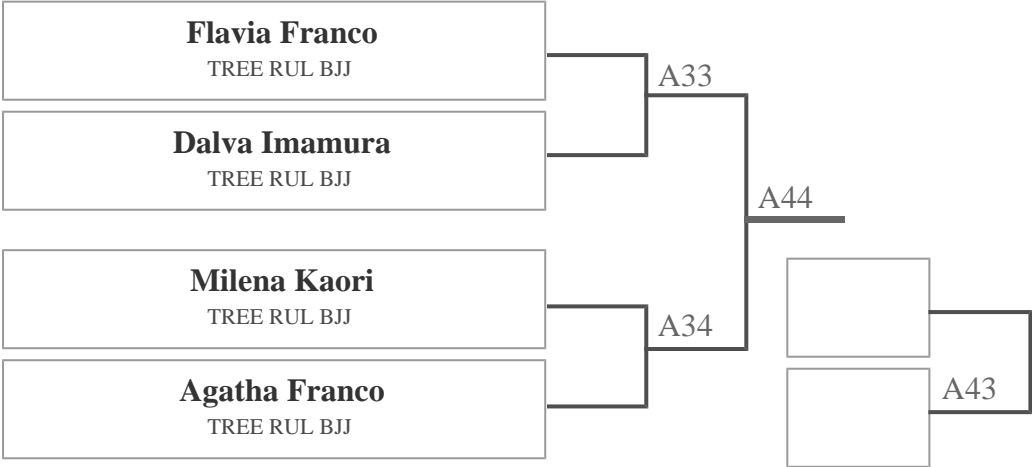 Flavia Franco
TREE RUL BJJ
A33
Dalva Imamura
TREE RUL BJJ
A44
Milena Kaori
TREE RUL BJJ
A34
Agatha Franco
TREE RUL BJJ
A43